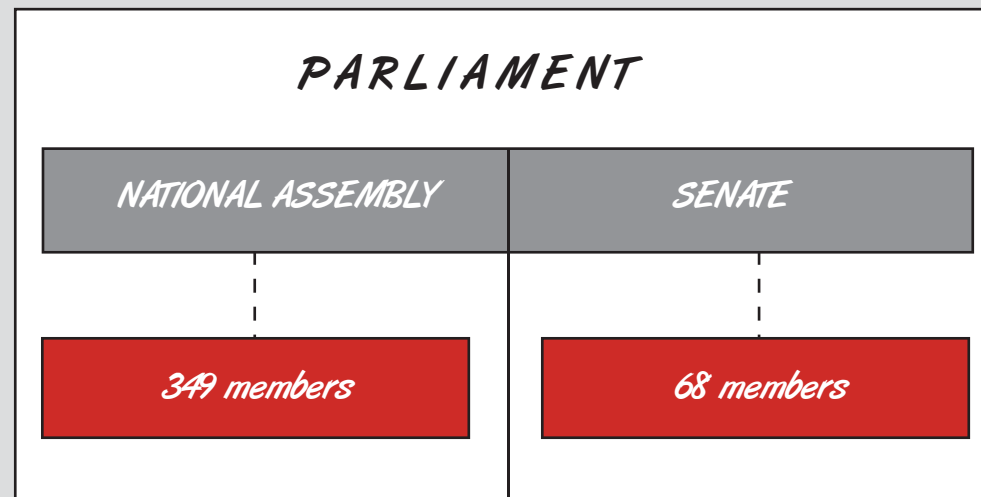 PARLIAMENT
NATIONAL ASSEMBLY
SENATE
349 members
68 members